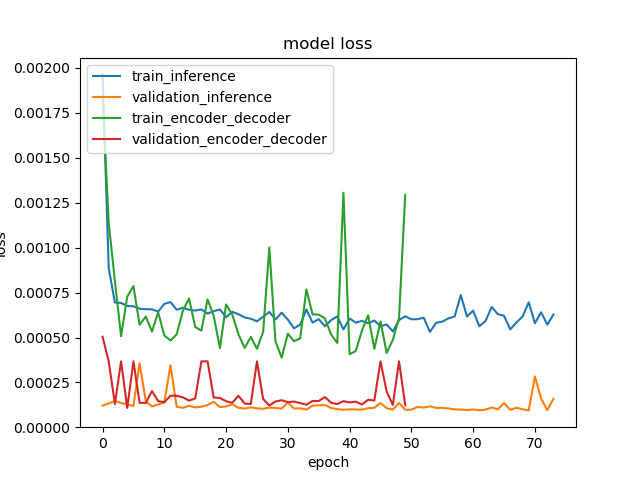 model loss
train_inference
validation_inference
train_encoder_decoder
validation_encoder_decoder
0.00200
0.00175
0.00150
0.00125
0.00100
0.00075
0.00050
0.00025
0.00000
loss
0 10 20 30 40 50 60 70
epoch